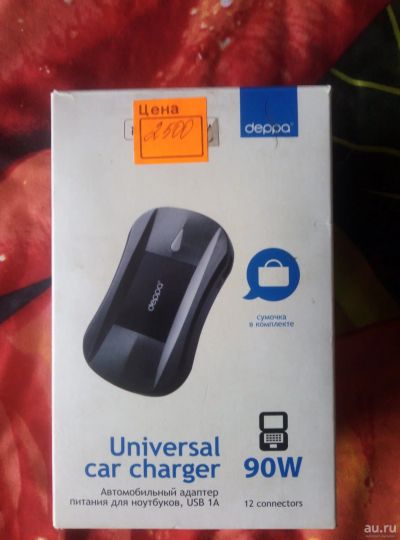 Цена
2500
deppa
deppa
сумочка
в комплекте
Universal
car charger
90W
Автомобильный адаптер
питания для ноутбуков, USB 1A
12 connectors
au.ru